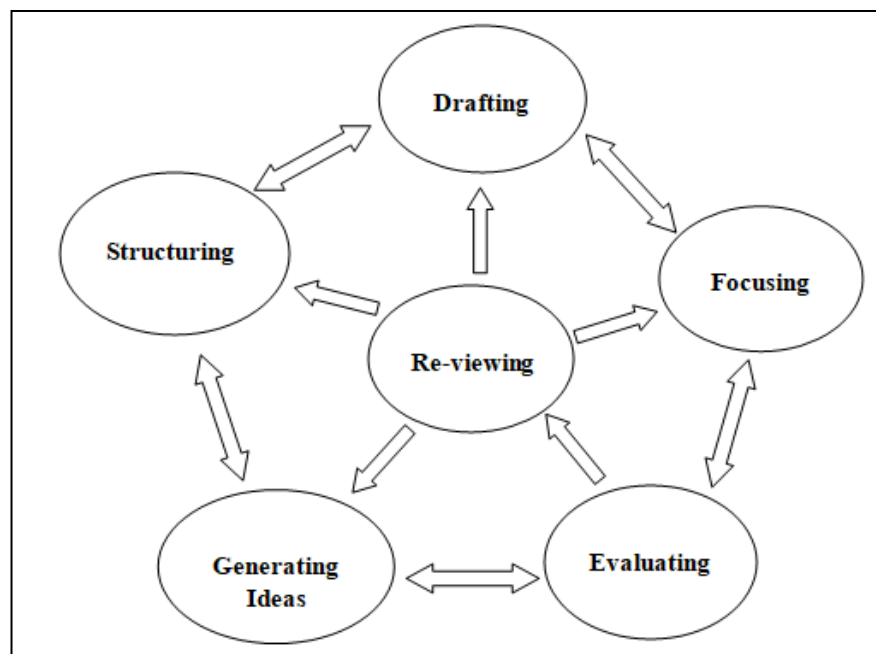 Drafting
Structuring
Focusing
Re-viewing
Generating
Ideas
Evaluating